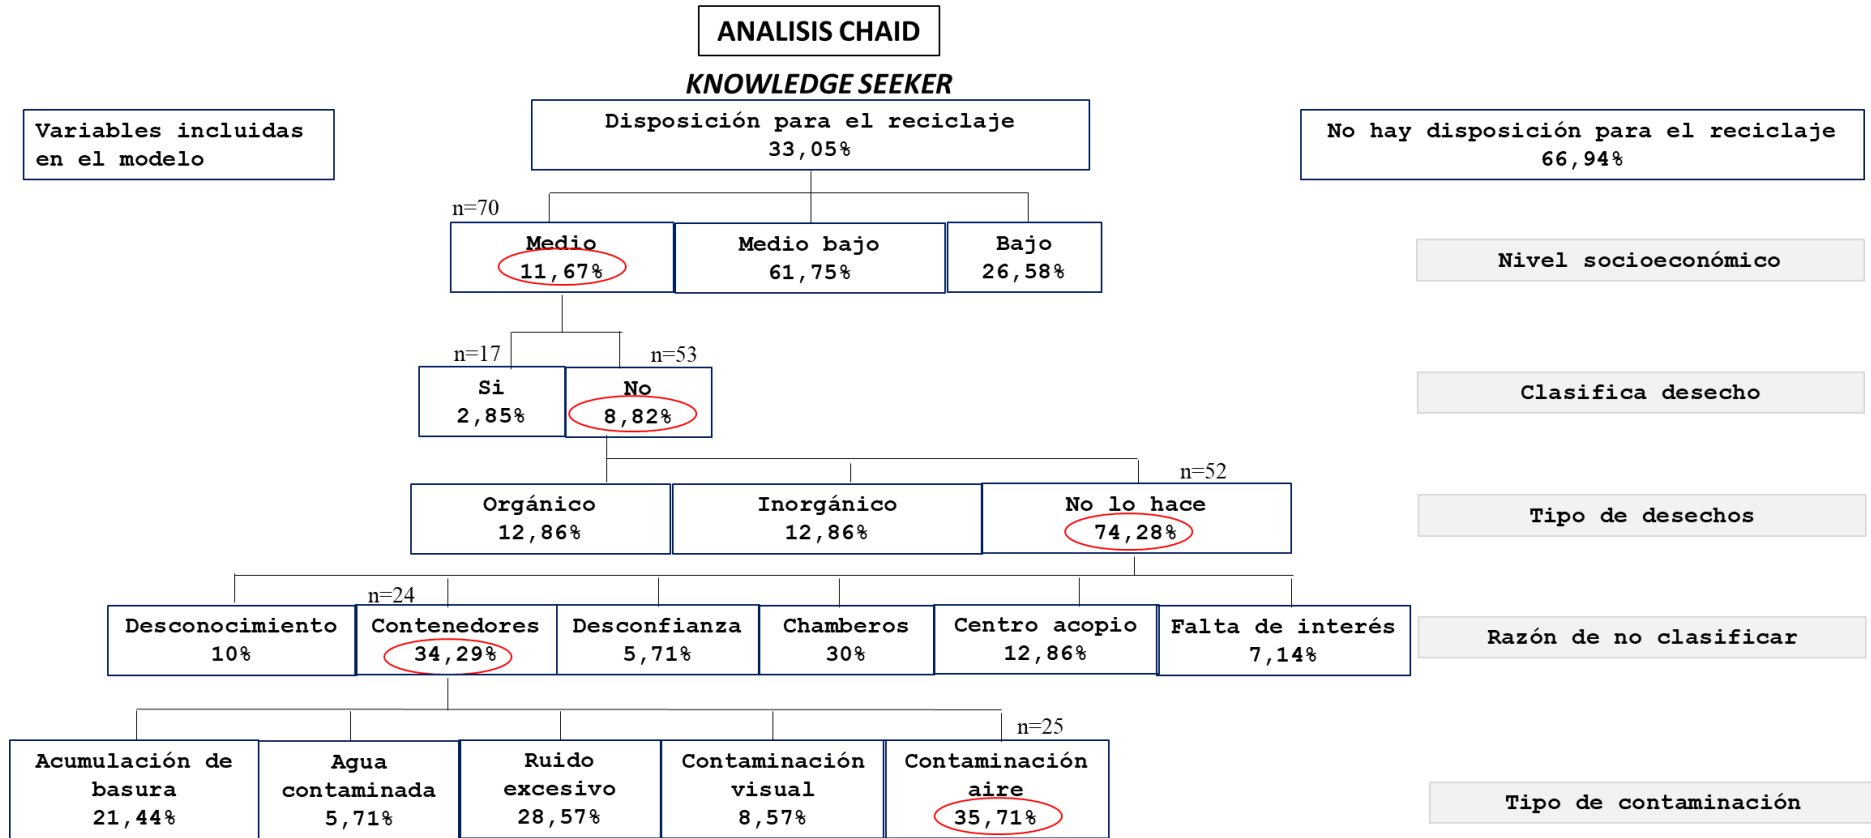 ANALISIS CHAID
KNOWLEDGE SEEKER
Variables incluidas
en el modelo
Disposición para el reciclaje
33,05%
No hay disposición para el reciclaje
66,94%
n=70
Medio
11,67%
Medio bajo
61,75%
Bajo
26,58%
Nivel socioeconómico
n=17
n=53
Si
2,85%
No
8,82%
Clasifica desecho
n=52
Orgánico
12,86%
Inorgánico
12,86%
No lo hace
74,28%
Tipo de desechos
n=24
Desconocimiento
10%
Contenedores
34,29%
Desconfianza
5,71%
Chamberos
30%
Centro acopio
12,86%
Falta de interés
7,14%
Razón de no clasificar
n=25
Acumulación de
basura
21,44%
Agua
contaminada
5,71%
Ruido
excesivo
28,57%
Contaminación
visual
8,57%
Contaminación
aire
35,71%
Tipo de contaminación